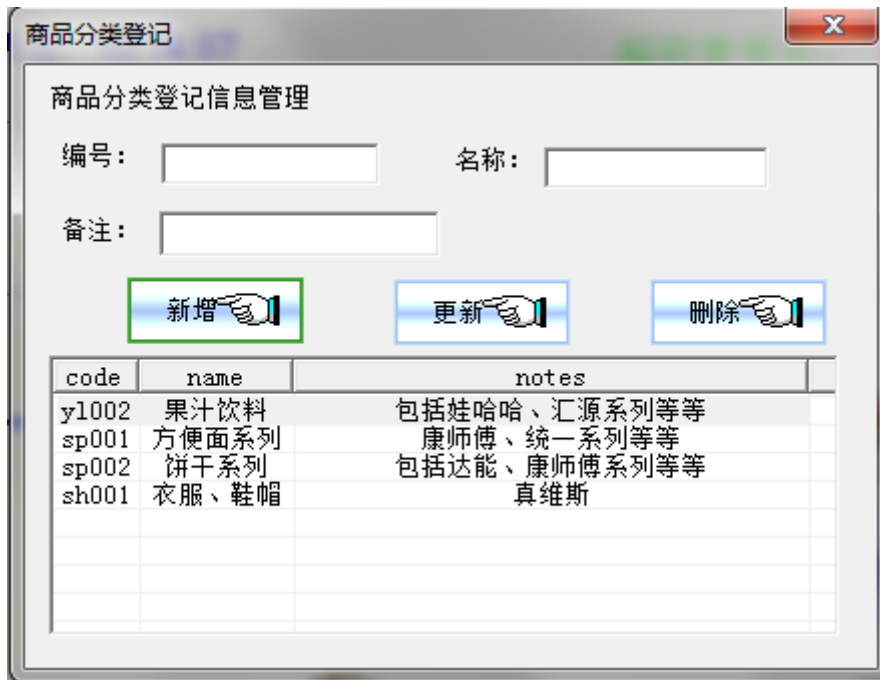 商品分类登记
商品分类登记信息管理
编号: 名称:
备注:
新增 更新 删除
code name notes
yl002 果汁饮料 包括娃哈哈、汇源系列等等
sp001 方便面系列 康师傅、统一系列等等
sp002 饼干系列 包括达能、康师傅系列等等
sh001 衣服、鞋帽 真维斯